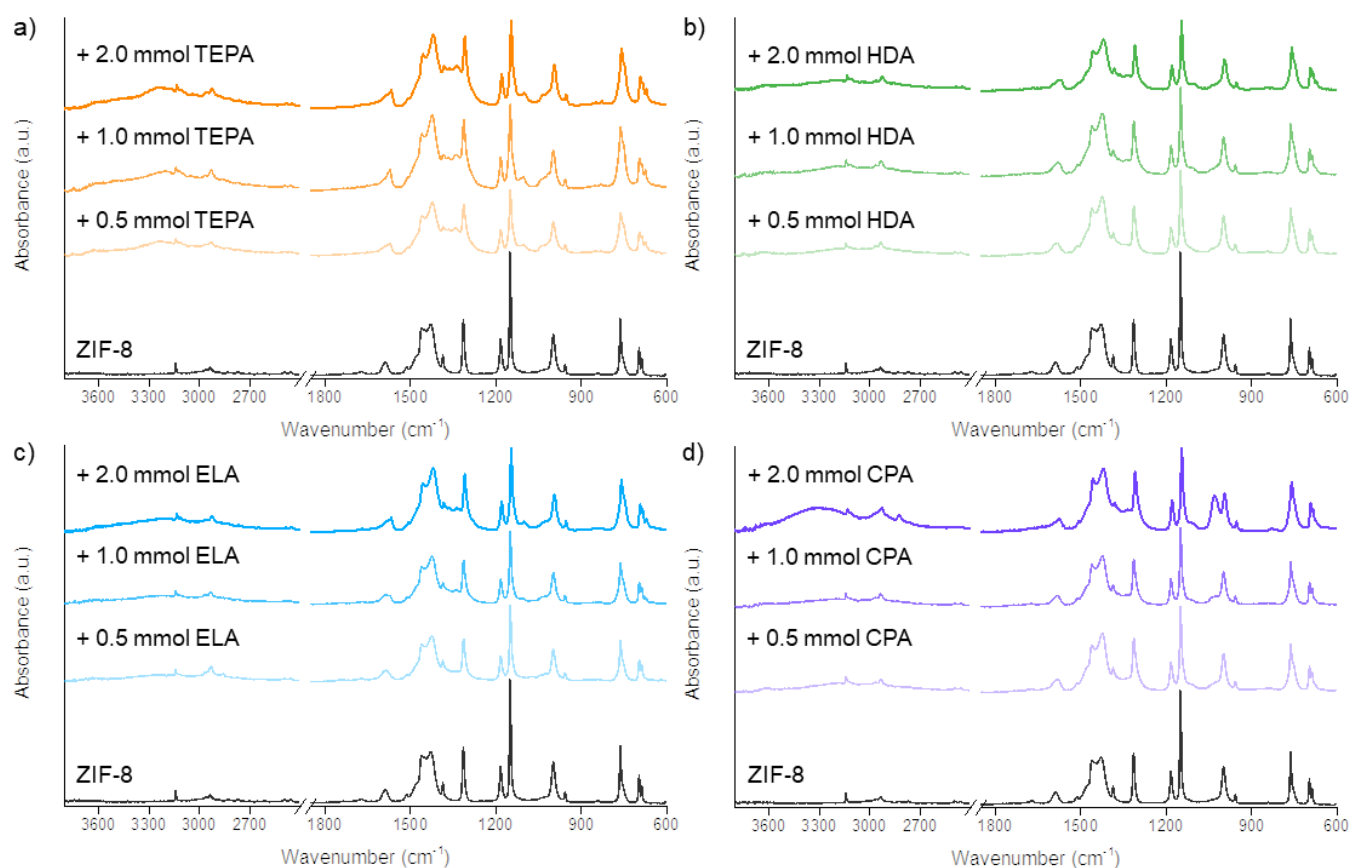 a)
+ 2.0 mmol TEPA
+ 1.0 mmol TEPA
+ 0.5 mmol TEPA
ZIF-8
Absorbance (a.u.)
3600 3300 3000 2700 1800 1500 1200 900 600
Wavenumber (cm⁻¹)
b)
+ 2.0 mmol HDA
+ 1.0 mmol HDA
+ 0.5 mmol HDA
ZIF-8
Absorbance (a.u.)
3600 3300 3000 2700 1800 1500 1200 900 600
Wavenumber (cm⁻¹)
c)
+ 2.0 mmol ELA
+ 1.0 mmol ELA
+ 0.5 mmol ELA
ZIF-8
Absorbance (a.u.)
3600 3300 3000 2700 1800 1500 1200 900 600
Wavenumber (cm⁻¹)
d)
+ 2.0 mmol CPA
+ 1.0 mmol CPA
+ 0.5 mmol CPA
ZIF-8
Absorbance (a.u.)
3600 3300 3000 2700 1800 1500 1200 900 600
Wavenumber (cm⁻¹)